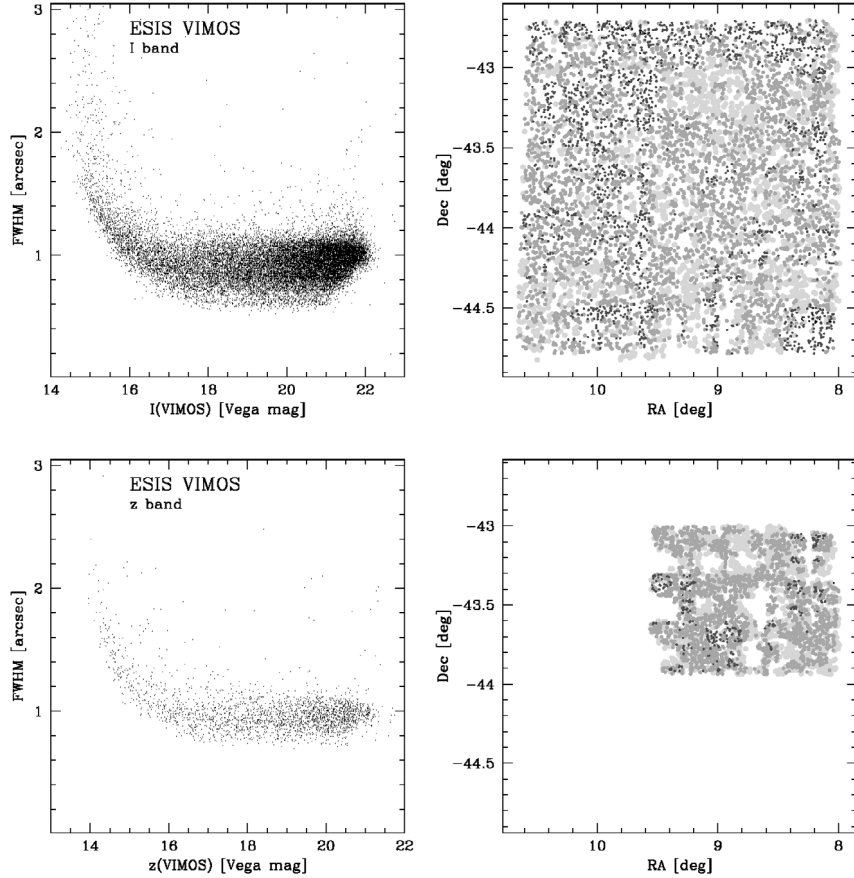 ESIS VIMOS
I band
3
2
1
FWHM [arcsec]
14 16 18 20 22
I(VIMOS) [Vega mag]
-43
-43.5
-44
-44.5
Dec [deg]
10 9 8
RA [deg]
ESIS VIMOS
z band
3
2
1
FWHM [arcsec]
14 16 18 20 22
z(VIMOS) [Vega mag]
-43
-43.5
-44
-44.5
Dec [deg]
10 9 8
RA [deg]